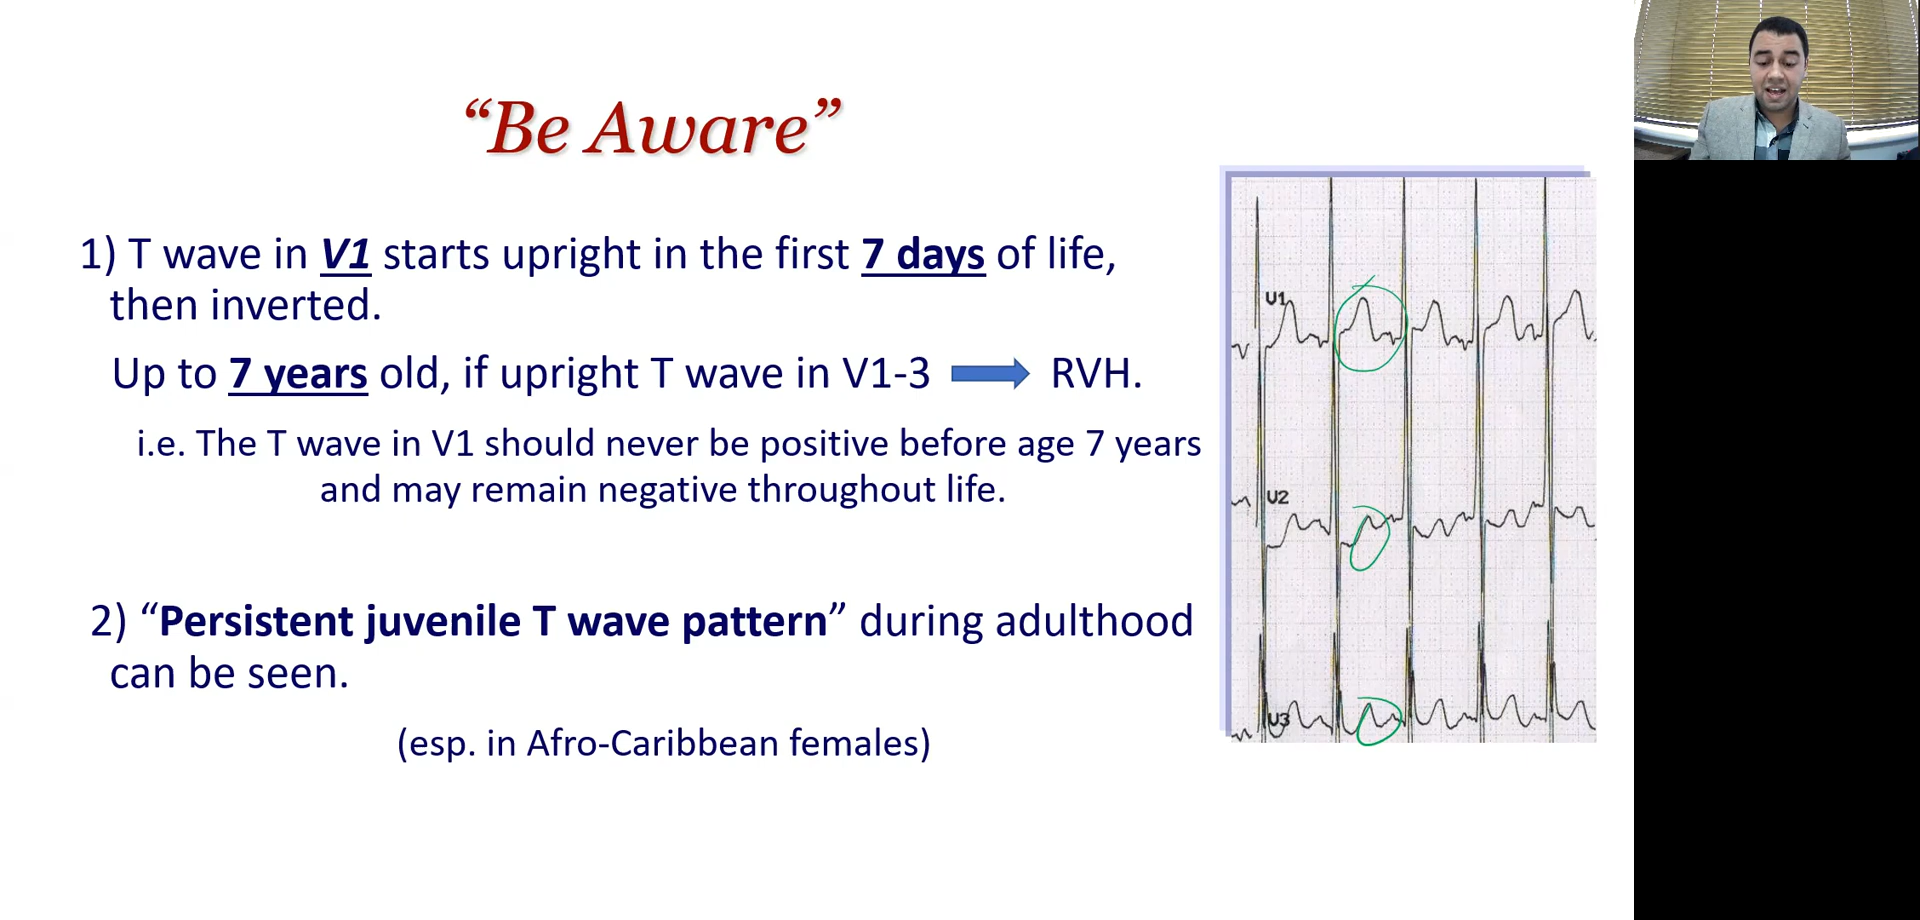 “Be Aware”
1) T wave in V1 starts upright in the first 7 days of life,
then inverted.
Up to 7 years old, if upright T wave in V1-3 RVH.
i.e. The T wave in V1 should never be positive before age 7 years
and may remain negative throughout life.
2) “Persistent juvenile T wave pattern” during adulthood
can be seen.
(esp. in Afro-Caribbean females)
V1
V2
V3